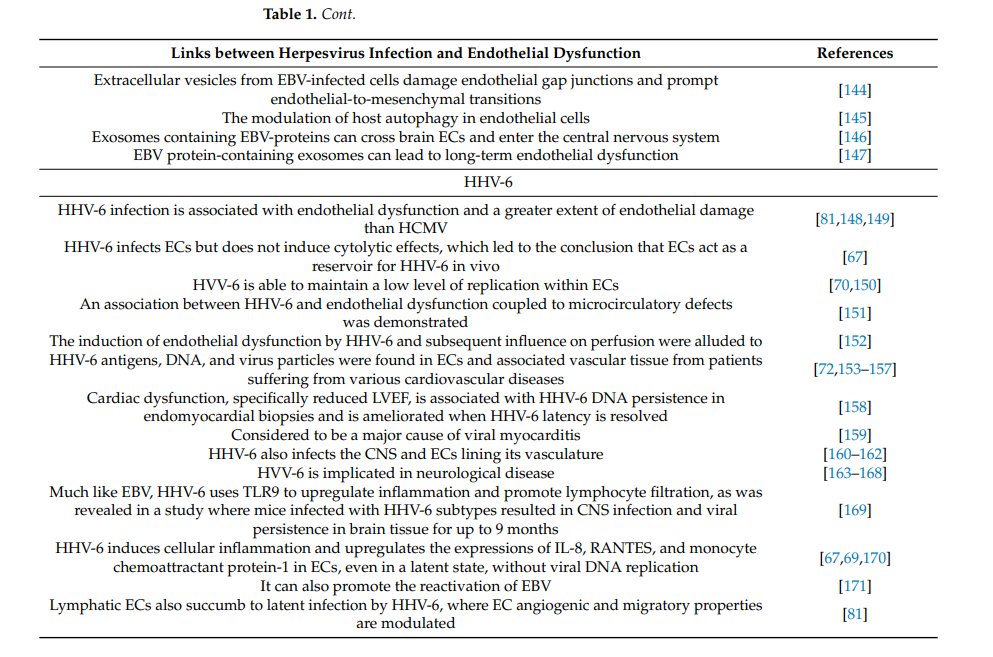 Table 1. Cont.
Links between Herpesvirus Infection and Endothelial Dysfunction References
Extracellular vesicles from EBV-infected cells damage endothelial gap junctions and prompt
endothelial-to-mesenchymal transitions [144]
The modulation of host autophagy in endothelial cells [145]
Exosomes containing EBV-proteins can cross brain ECs and enter the central nervous system [146]
EBV protein-containing exosomes can lead to long-term endothelial dysfunction [147]
HHV-6
HHV-6 infection is associated with endothelial dysfunction and a greater extent of endothelial damage
than HCMV [81,148,149]
HHV-6 infects ECs but does not induce cytolytic effects, which led to the conclusion that ECs act as a
reservoir for HHV-6 in vivo [67]
HVV-6 is able to maintain a low level of replication within ECs [70,150]
An association between HHV-6 and endothelial dysfunction coupled to microcirculatory defects
was demonstrated [151]
The induction of endothelial dysfunction by HHV-6 and subsequent influence on perfusion were alluded to [152]
HHV-6 antigens, DNA, and virus particles were found in ECs and associated vascular tissue from patients
suffering from various cardiovascular diseases [72,153–157]
Cardiac dysfunction, specifically reduced LVEF, is associated with HHV-6 DNA persistence in
endomyocardial biopsies and is ameliorated when HHV-6 latency is resolved [158]
Considered to be a major cause of viral myocarditis [159]
HHV-6 also infects the CNS and ECs lining its vasculature [160–162]
HVV-6 is implicated in neurological disease [163–168]
Much like EBV, HHV-6 uses TLR9 to upregulate inflammation and promote lymphocyte filtration, as was
revealed in a study where mice infected with HHV-6 subtypes resulted in CNS infection and viral [169]
persistence in brain tissue for up to 9 months
HHV-6 induces cellular inflammation and upregulates the expressions of IL-8, RANTES, and monocyte
chemoattractant protein-1 in ECs, even in a latent state, without viral DNA replication [67,69,170]
It can also promote the reactivation of EBV [171]
Lymphatic ECs also succumb to latent infection by HHV-6, where EC angiogenic and migratory properties
are modulated [81]